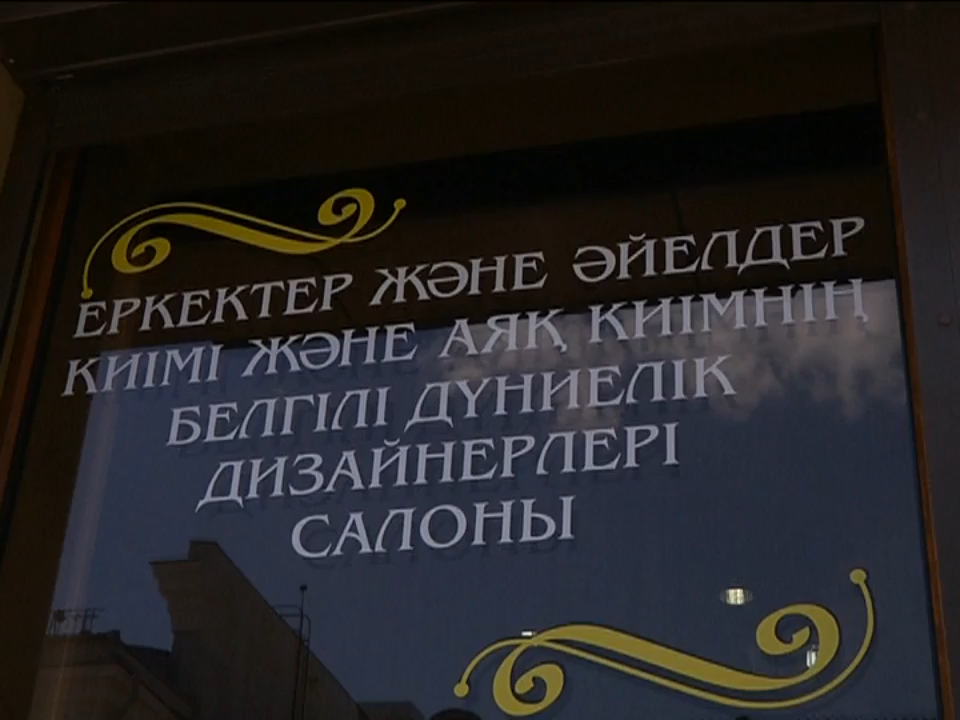 ЕРКЕКТЕР ЖӘНЕ ӘЙЕЛДЕР
КИІМІ ЖӘНЕ АЯҚ КИІМНІҢ
БЕЛГІЛІ ДҮНИЕЛІК
ДИЗАЙНЕРЛЕРІ
САЛОНЫ